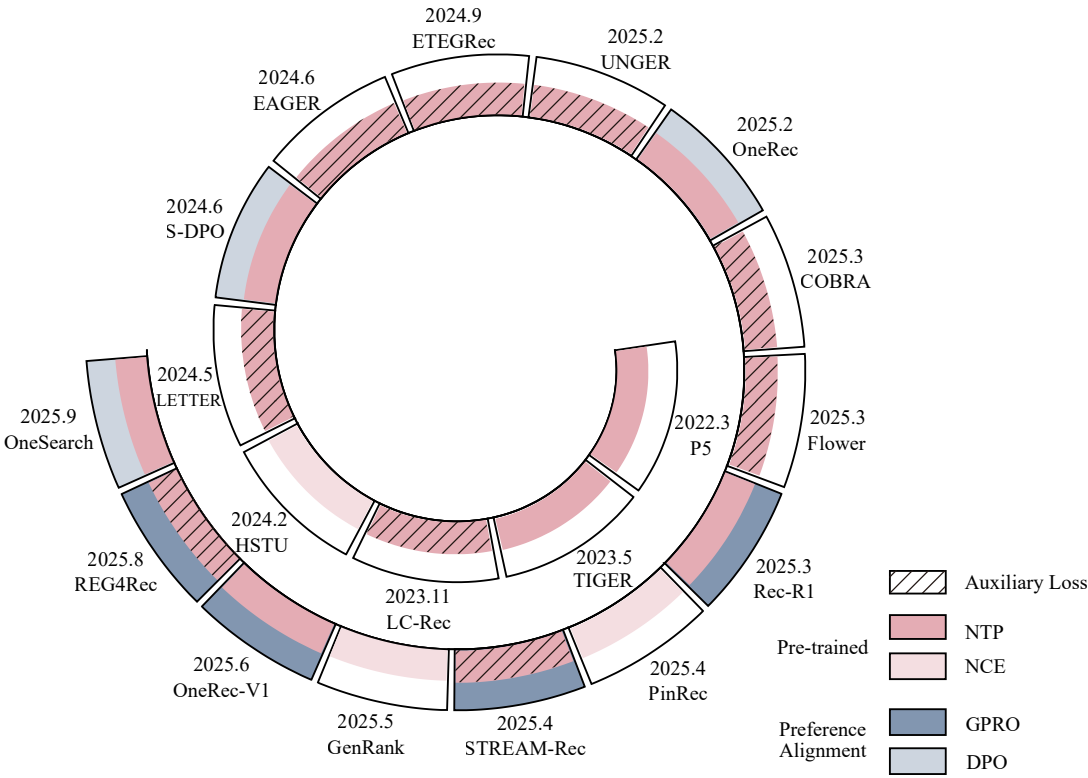 2022.3
P5
2023.5
TIGER
2023.11
LC-Rec
2024.2
HSTU
2024.5
LETTER
2024.6
S-DPO
2024.6
EAGER
2024.9
ETEGRec
2025.2
UNGER
2025.2
OneRec
2025.3
COBRA
2025.3
Flower
2025.3
Rec-R1
2025.4
PinRec
2025.4
STREAM-Rec
2025.5
GenRank
2025.6
OneRec-V1
2025.8
REG4Rec
2025.9
OneSearch
Auxiliary Loss
Pre-trained
NTP
NCE
Preference
Alignment
GPRO
DPO